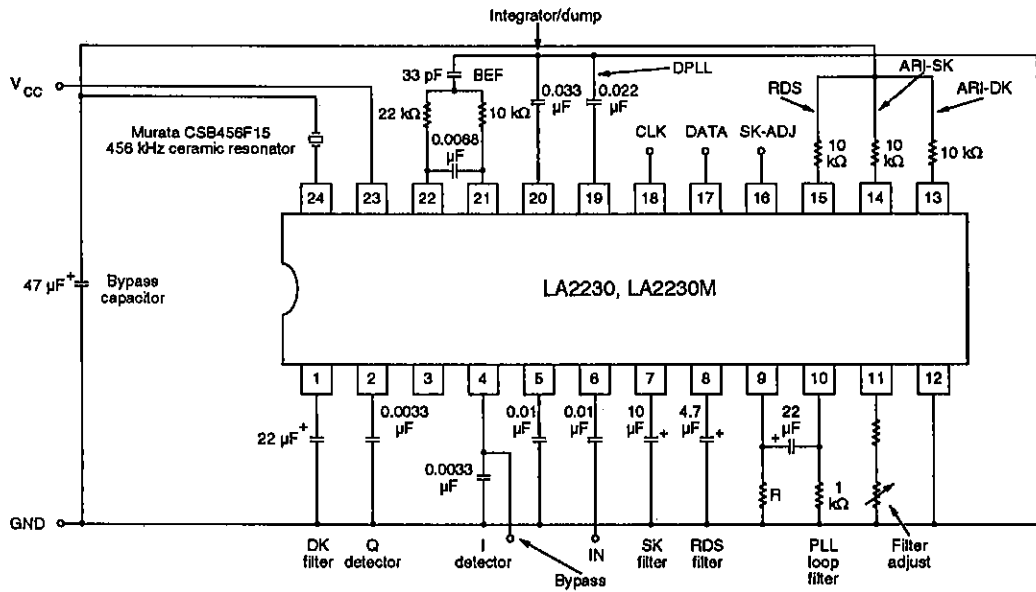 Integrator/dump
33 pF
BEF
DPLL
ARI-SK
VCC
0.033
µF
0.022
µF
RDS
ARI-DK
22 kΩ
10 kΩ
Murata CSB456F15
456 kHz ceramic resonator
0.0068
µF
CLK
DATA
SK-ADJ
10
kΩ
10
kΩ
10 kΩ
24
23
22
21
20
19
18
17
16
15
14
13
47 µF
+
Bypass
capacitor
LA2230, LA2230M
1
2
3
4
5
6
7
8
9
10
11
12
22 µF
+
0.0033
µF
0.0033
µF
0.01
µF
0.01
µF
10
µF
+
4.7
µF
+
22
µF
+
R
1
kΩ
GND
DK
filter
Q
detector
I
detector
Bypass
IN
SK
filter
RDS
filter
PLL
loop
filter
Filter
adjust